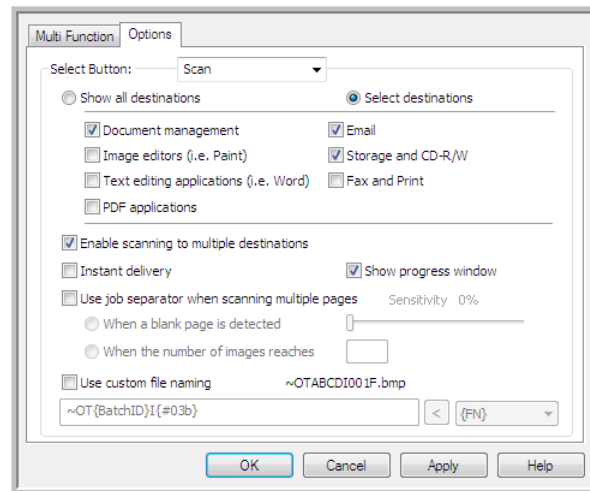 Multi Function Options
Select Button: Scan
Show all destinations Select destinations
Document management Email
Image editors (i.e. Paint) Storage and CD-R/W
Text editing applications (i.e. Word) Fax and Print
PDF applications
Enable scanning to multiple destinations
Instant delivery Show progress window
Use job separator when scanning multiple pages Sensitivity 0%
When a blank page is detected
When the number of images reaches
Use custom file naming ~OTABCDI001F.bmp
~OT{BatchID}I{#03b} < {FN}
OK Cancel Apply Help